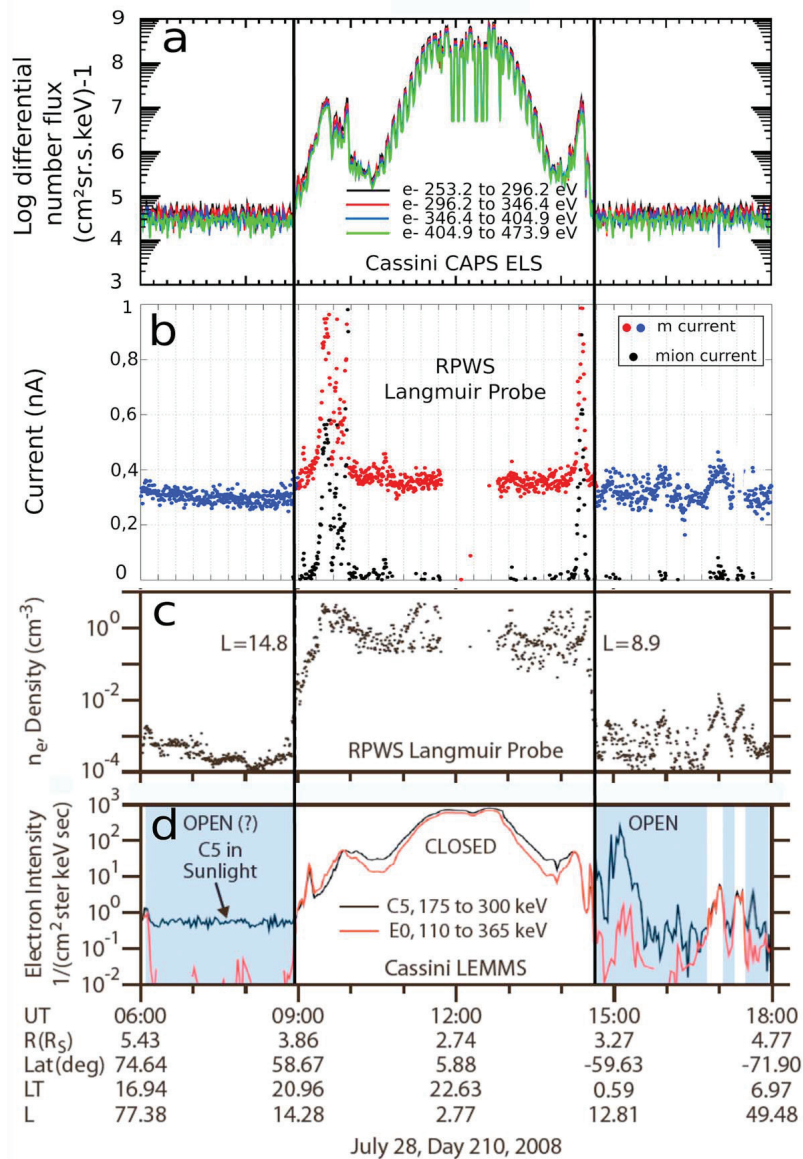 a
Log differential
number flux
(cm²sr.s.keV)-1
9
8
7
6
5
4
3
e- 253.2 to 296.2 eV
e- 296.2 to 346.4 eV
e- 346.4 to 404.9 eV
e- 404.9 to 473.9 eV
Cassini CAPS ELS
b
Current (nA)
1
0,8
0,6
0,4
0,2
0
m current
mion current
RPWS
Langmuir Probe
c
nₑ, Density (cm⁻³)
10⁰
10⁻²
10⁻⁴
L=14.8
L=8.9
RPWS Langmuir Probe
d
Electron Intensity
1/(cm² ster keV sec)
10³
10²
10¹
10⁰
10⁻¹
10⁻²
OPEN (?)
C5 in
Sunlight
CLOSED
OPEN
C5, 175 to 300 keV
E0, 110 to 365 keV
Cassini LEMMS
UT 06:00 09:00 12:00 15:00 18:00
R(R_S) 5.43 3.86 2.74 3.27 4.77
Lat(deg) 74.64 58.67 5.88 -59.63 -71.90
LT 16.94 20.96 22.63 0.59 6.97
L 77.38 14.28 2.77 12.81 49.48
July 28, Day 210, 2008